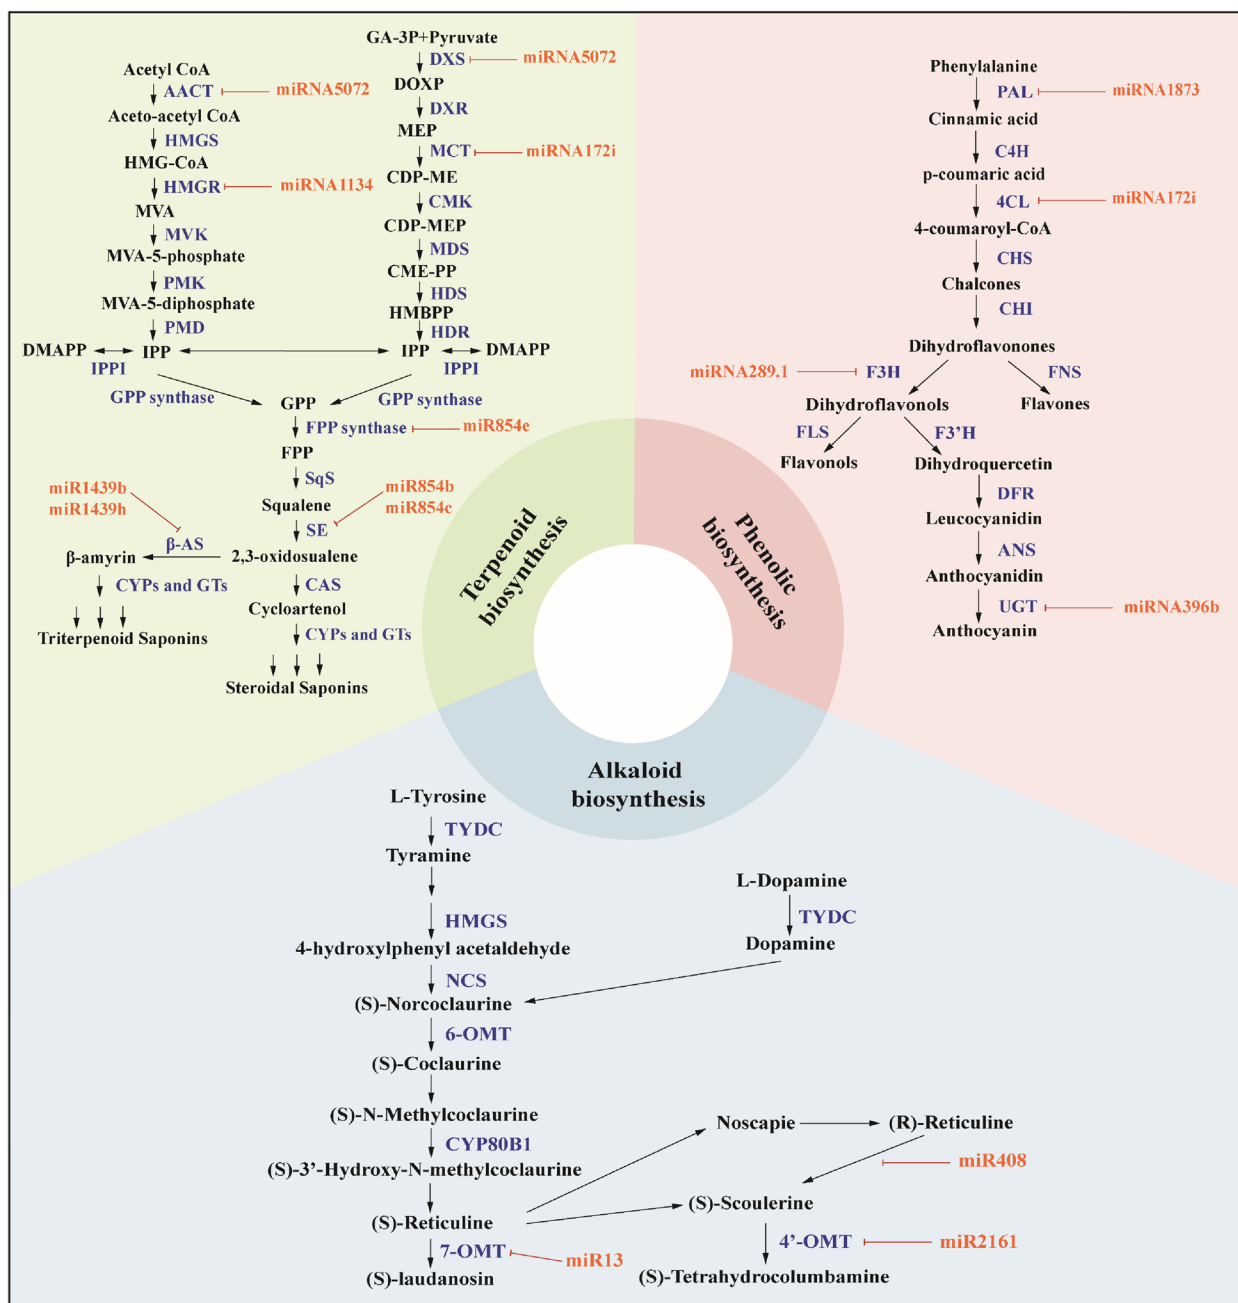 GA-3P+Pyruvate
DXS
miRNA5072
DOXP
DXR
MEP
MCT
miRNA172i
CDP-ME
CMK
CDP-MEP
MDS
CME-PP
HDS
HMBPP
HDR
IPP
DMAPP
IPPI
GPP synthase
Acetyl CoA
AACT
miRNA5072
Aceto-acetyl CoA
HMGS
HMG-CoA
HMGR
miRNA1134
MVA
MVK
MVA-5-phosphate
PMK
MVA-5-diphosphate
PMD
DMAPP
IPP
IPPI
GPP synthase
GPP
FPP synthase
miR854e
FPP
SqS
Squalene
miR854b
miR854c
SE
miR1439b
miR1439h
β-AS
β-amyrin
2,3-oxidosualene
CYPs and GTs
Triterpenoid Saponins
CAS
Cycloartenol
CYPs and GTs
Steroidal Saponins
Terpenoid
biosynthesis
Phenylalanine
PAL
miRNA1873
Cinnamic acid
C4H
p-coumaric acid
4CL
miRNA172i
4-coumaroyl-CoA
CHS
Chalcones
CHI
Dihydroflavonones
miRNA289.1
F3H
FNS
Dihydroflavonols
Flavones
FLS
F3’H
Flavonols
Dihydroquercetin
DFR
Leucocyanidin
ANS
Anthocyanidin
UGT
miRNA396b
Anthocyanin
Phenolic
biosynthesis
Alkaloid
biosynthesis
L-Tyrosine
TYDC
Tyramine
HMGS
4-hydroxylphenyl acetaldehyde
NCS
L-Dopamine
TYDC
Dopamine
(S)-Norcoclaurine
6-OMT
(S)-Coclaurine
(S)-N-Methylcoclaurine
CYP80B1
(S)-3’-Hydroxy-N-methylcoclaurine
(S)-Reticuline
7-OMT
miR13
(S)-laudanosin
Noscapie
(R)-Reticuline
miR408
(S)-Scoulerine
4’-OMT
miR2161
(S)-Tetrahydrocolumbamine